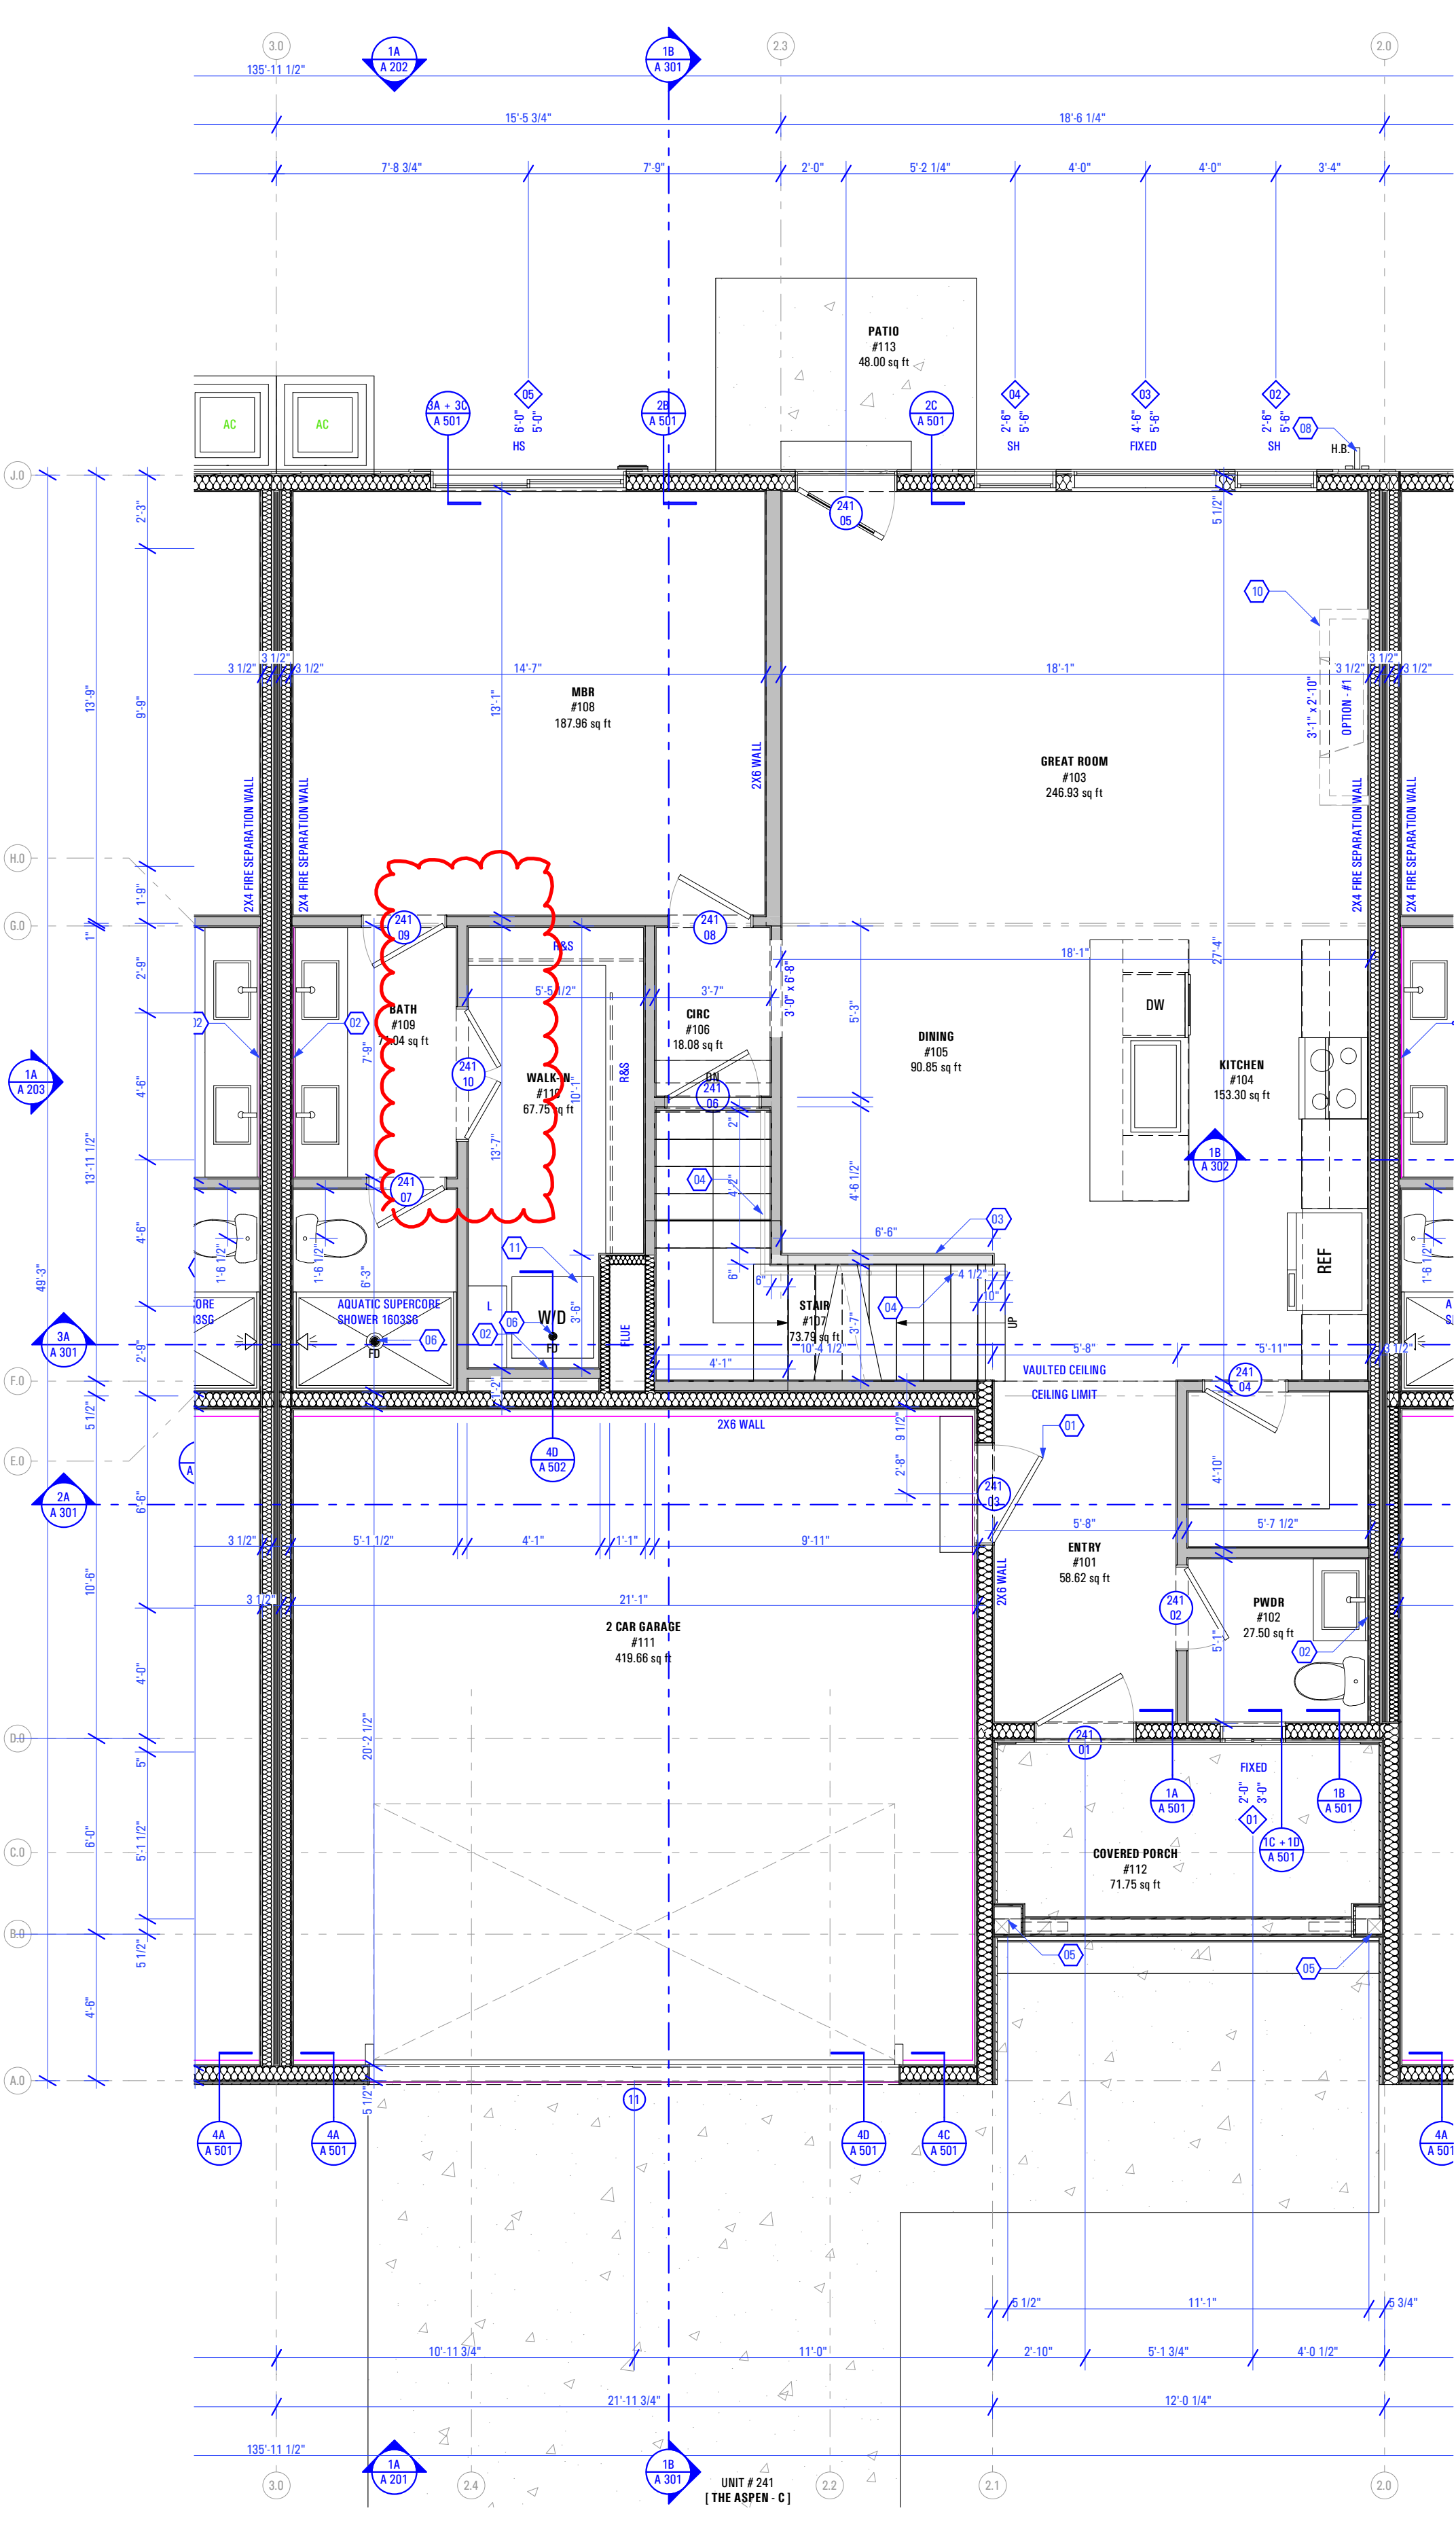 3.0
1A
A 202
1B
A 301
2.3
2.0
135'-11 1/2"
15'-5 3/4"
18'-6 1/4"
7'-8 3/4"
7'-9"
2'-0"
5'-2 1/4"
4'-0"
4'-0"
3'-4"
PATIO
#113
48.00 sq ft
05
6'-0"
5'-0"
HS
3A + 3C
A 501
2B
A 501
2C
A 501
04
2'-6"
5'-6"
SH
03
4'-6"
5'-6"
FIXED
02
2'-6"
5'-6"
SH
08
H.B.
AC
AC
J.0
2'-3"
241
05
5 1/2"
10
3 1/2"
3 1/2"
3 1/2"
14'-7"
18'-1"
3 1/2"
3 1/2"
3 1/2"
13'-9"
9'-9"
13'-1"
MBR
#108
187.96 sq ft
2X6 WALL
GREAT ROOM
#103
246.93 sq ft
3'-1" x 2'-10"
OPTION - #1
2X4 FIRE SEPARATION WALL
2X4 FIRE SEPARATION WALL
2X4 FIRE SEPARATION WALL
2X4 FIRE SEPARATION WALL
H.0
1'-9"
G.0
1"
241
09
241
08
R&S
18'-1"
27'-4"
2'-9"
5'-5 1/2"
3'-7"
3'-0" x 6'-8"
5'-3"
BATH
#109
02
02
7'-9"
CIRC
#106
18.08 sq ft
DINING
#105
90.85 sq ft
DW
KITCHEN
#104
153.30 sq ft
1A
A 203
4'-6"
241
10
WALK-IN
67.75 sq ft
10'-1"
R&S
DN
241
06
2"
13'-11 1/2"
13'-7"
1B
A 302
241
07
04
4'-2"
4'-6 1/2"
4'-6"
1'-6 1/2"
1'-6 1/2"
6'-3"
11
6'-6"
03
REF
1'-6 1/2"
49'-3"
6"
6"
4 1/2"
10"
AQUATIC SUPERCORE
SHOWER 1603SG
FD
06
L
02
06
W/D
FD
3'-6"
FLUE
STAIR
#107
73.79 sq ft
04
3'-7"
UP
3A
A 301
2'-9"
10'-4 1/2"
5'-8"
5'-11"
3 1/2"
4'-1"
VAULTED CEILING
CEILING LIMIT
241
04
F.0
5 1/2"
1'-2"
2X6 WALL
9 1/2"
2'-8"
01
E.0
4D
A 502
4'-10"
2A
A 301
6'-6"
241
03
3 1/2"
5'-1 1/2"
4'-1"
1'-1"
9'-11"
5'-8"
5'-7 1/2"
10'-6"
ENTRY
#101
58.62 sq ft
2X6 WALL
3 1/2"
21'-1"
241
02
PWDR
#102
27.50 sq ft
2 CAR GARAGE
#111
419.66 sq ft
5'-1"
02
4'-0"
20'-2 1/2"
D.0
5"
241
01
FIXED
2'-0"
3'-0"
01
1A
A 501
1B
A 501
1C + 1D
A 501
6'-0"
5'-1 1/2"
C.0
COVERED PORCH
#112
71.75 sq ft
B.0
5 1/2"
05
05
4'-6"
A.0
5 1/2"
11
4A
A 501
4A
A 501
4D
A 501
4C
A 501
4A
A 501
5 1/2"
11'-1"
5 3/4"
10'-11 3/4"
11'-0"
2'-10"
5'-1 3/4"
4'-0 1/2"
21'-11 3/4"
12'-0 1/4"
135'-11 1/2"
3.0
1A
A 201
2.4
1B
A 301
UNIT # 241
[ THE ASPEN - C ]
2.2
2.1
2.0